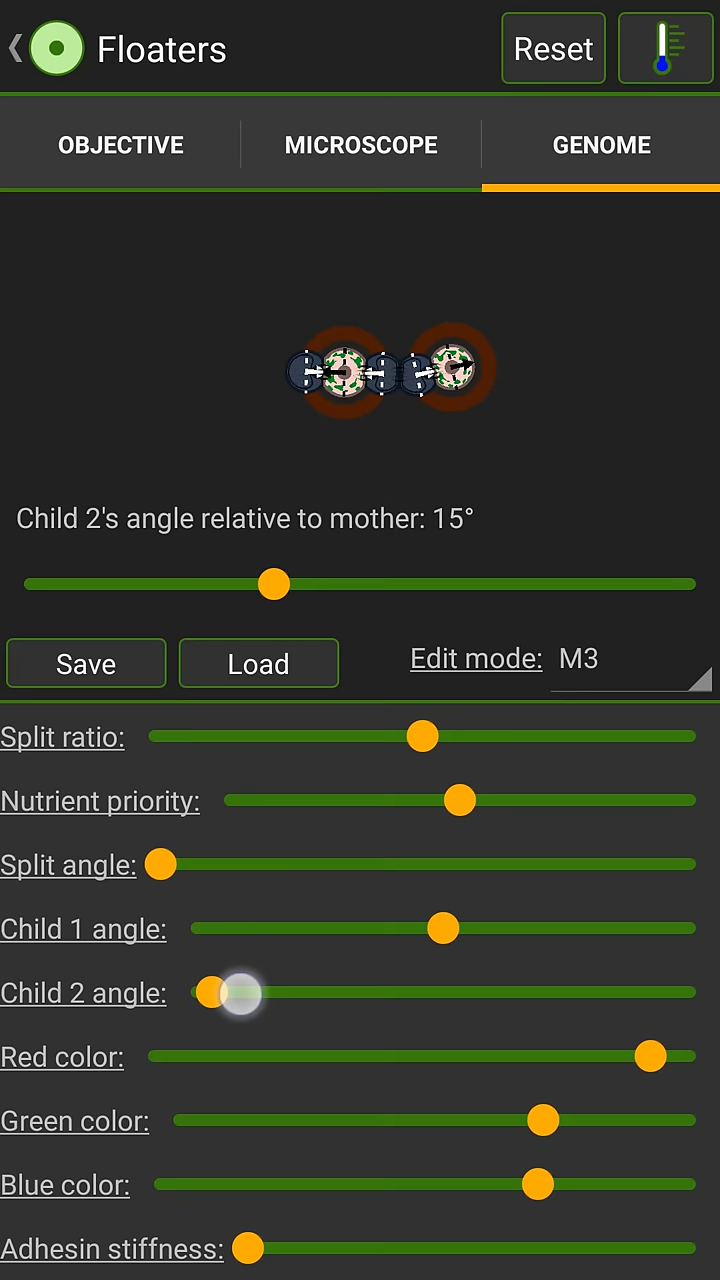 Floaters
Reset
OBJECTIVE
MICROSCOPE
GENOME
Child 2's angle relative to mother: 15°
Save
Load
Edit mode:
M3
Split ratio:
Nutrient priority:
Split angle:
Child 1 angle:
Child 2 angle:
Red color:
Green color:
Blue color:
Adhesin stiffness: